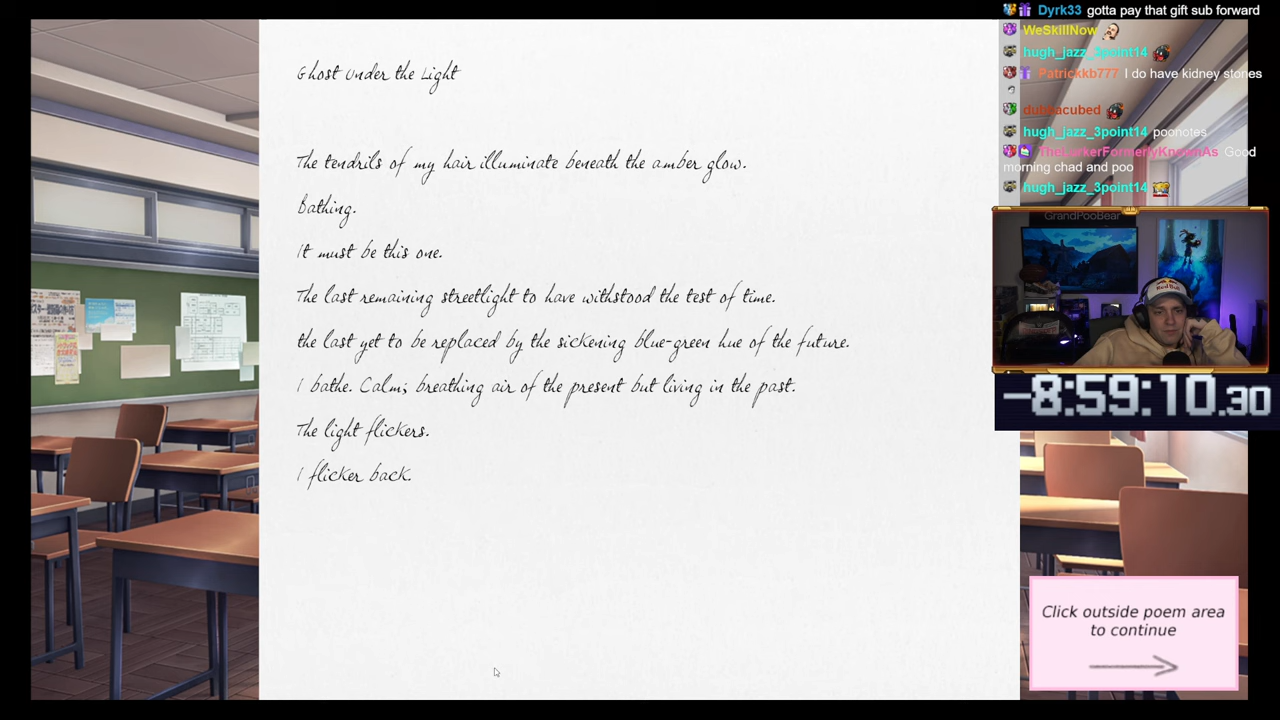 Ghost Under the Light
The tendrils of my hair illuminate beneath the amber glow.
Bathing.
It must be this one.
The last remaining streetlight to have withstood the test of time.
the last yet to be replaced by the sickening blue-green hue of the future.
I bathe. Calm; breathing air of the present but living in the past.
The light flickers.
I flicker back.
Dyrk33 gotta pay that gift sub forward
WeSkillNow
hugh_jazz_3point14
Patrickkb777 I do have kidney stones
hugh_jazz_3point14 poonotes
TheLurkerFormerlyKnownAs Good
morning chad and poo
hugh_jazz_3point14
GrandPooBear
Red Bull
-8:59:10.30
Click outside poem area
to continue